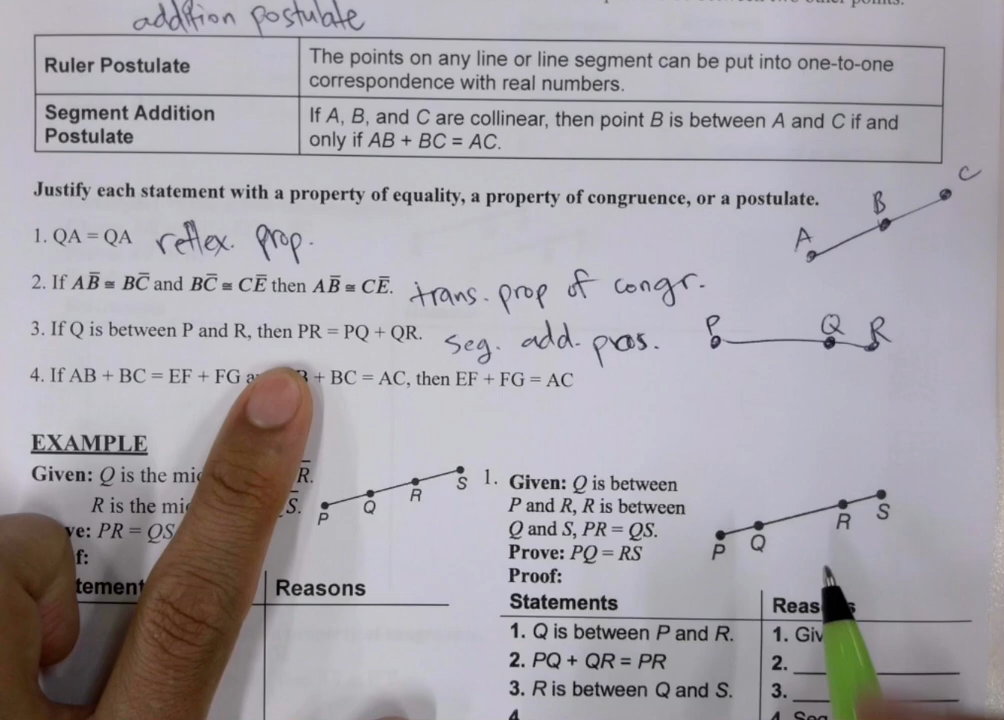 addition postulate
Ruler Postulate
The points on any line or line segment can be put into one-to-one
correspondence with real numbers.
Segment Addition
Postulate
If A, B, and C are collinear, then point B is between A and C if and
only if AB + BC = AC.
Justify each statement with a property of equality, a property of congruence, or a postulate.
A B C
1. QA = QA reflex. prop.
2. If AB̅ ≅ BC̅ and BC̅ ≅ CE̅ then AB̅ ≅ CE̅. trans. prop of congr.
3. If Q is between P and R, then PR = PQ + QR. seg. add. pos.
P Q R
4. If AB + BC = EF + FG + BC = AC, then EF + FG = AC
EXAMPLE
Given: Q is the R̅.
R is the S̅.
PR = QS
P Q R S
Reasons
1. Given: Q is between
P and R, R is between
Q and S, PR = QS.
Prove: PQ = RS
Proof:
P Q R S
Statements
1. Q is between P and R. 1.
2. PQ + QR = PR 2.
3. R is between Q and S. 3.